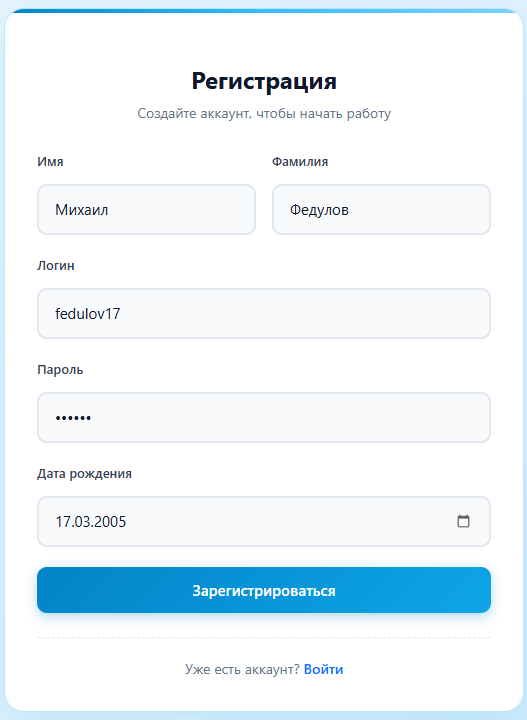 Регистрация
Создайте аккаунт, чтобы начать работу
Имя Фамилия
Михаил Федулов
Логин
fedulov17
Пароль
••••••
Дата рождения
17.03.2005
Зарегистрироваться
Уже есть аккаунт? Войти